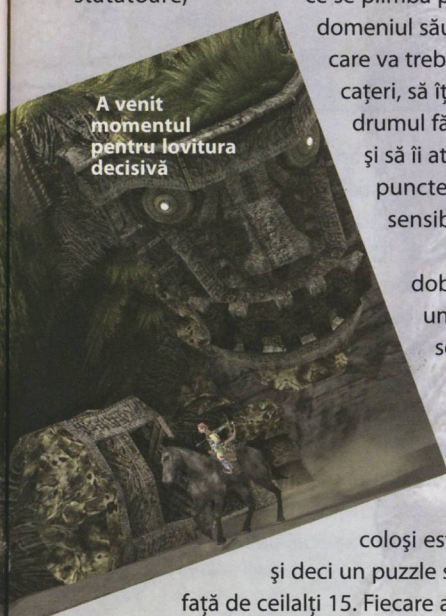 ce se plimbă p
domeniul său
care va treb
cațeri, să îț
drumul fă
și să îi at
puncte
sensib
A venit
momentul
pentru lovitura
decisivă
dob
un
se
coloși est
și deci un puzzle s
față de ceilalți 15. Fiecare a